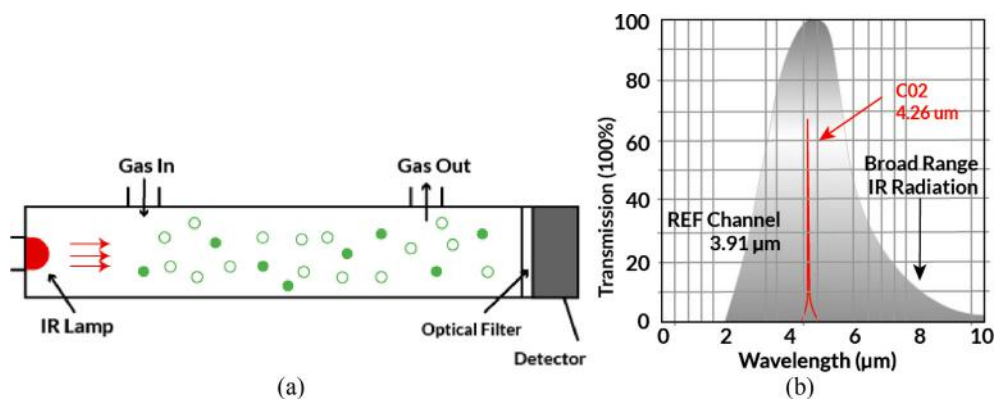 Gas In
Gas Out
IR Lamp
Optical Filter
Detector
(a)
Transmission (100%)
100
80
60
40
20
0
C02
4.26 um
Broad Range
IR Radiation
REF Channel
3.91 µm
0 2 4 6 8 10
Wavelength (µm)
(b)